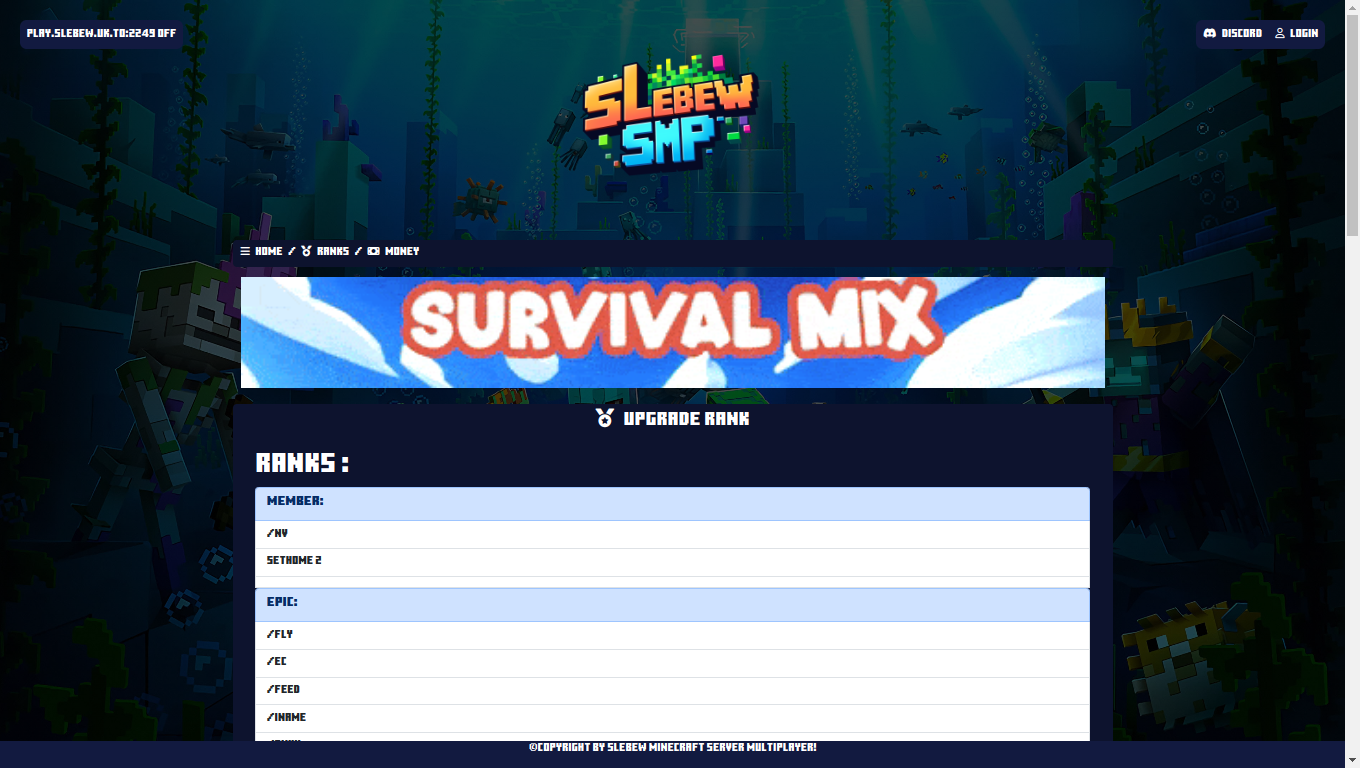 PLAY.SLEBEW.UK.TO:2249 OFF
DISCORD LOGIN
SLEBEW
SMP
HOME / RANKS / MONEY
SURVIVAL MIX
UPGRADE RANK
RANKS :
MEMBER:
/NV
SETHOME 2
EPIC:
/FLY
/EC
/FEED
/INAME
©COPYRIGHT BY SLEBEW MINECRAFT SERVER MULTIPLAYER!